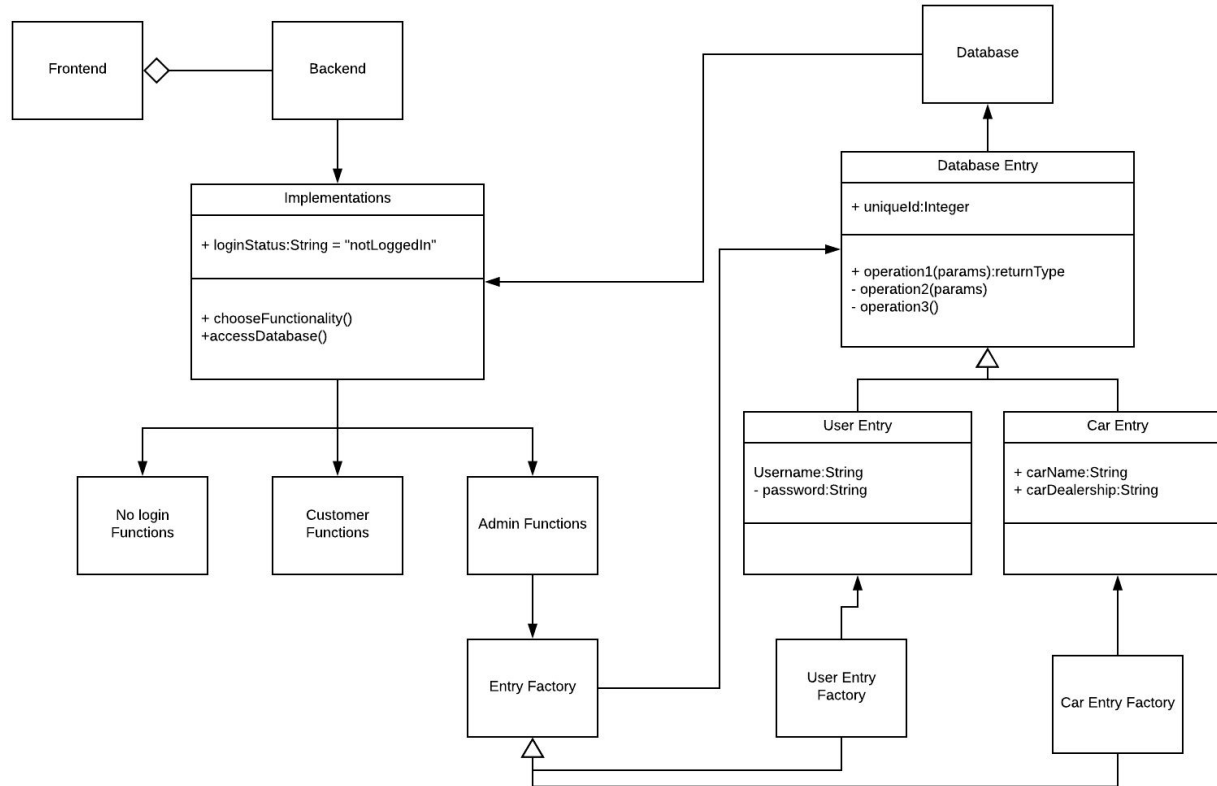 Frontend
Backend
Database
Implementations
+ loginStatus:String = "notLoggedIn"
+ chooseFunctionality()
+accessDatabase()
Database Entry
+ uniqueId:Integer
+ operation1(params):returnType
- operation2(params)
- operation3()
User Entry
Username:String
- password:String
Car Entry
+ carName:String
+ carDealership:String
No login
Functions
Customer
Functions
Admin Functions
Entry Factory
User Entry
Factory
Car Entry Factory